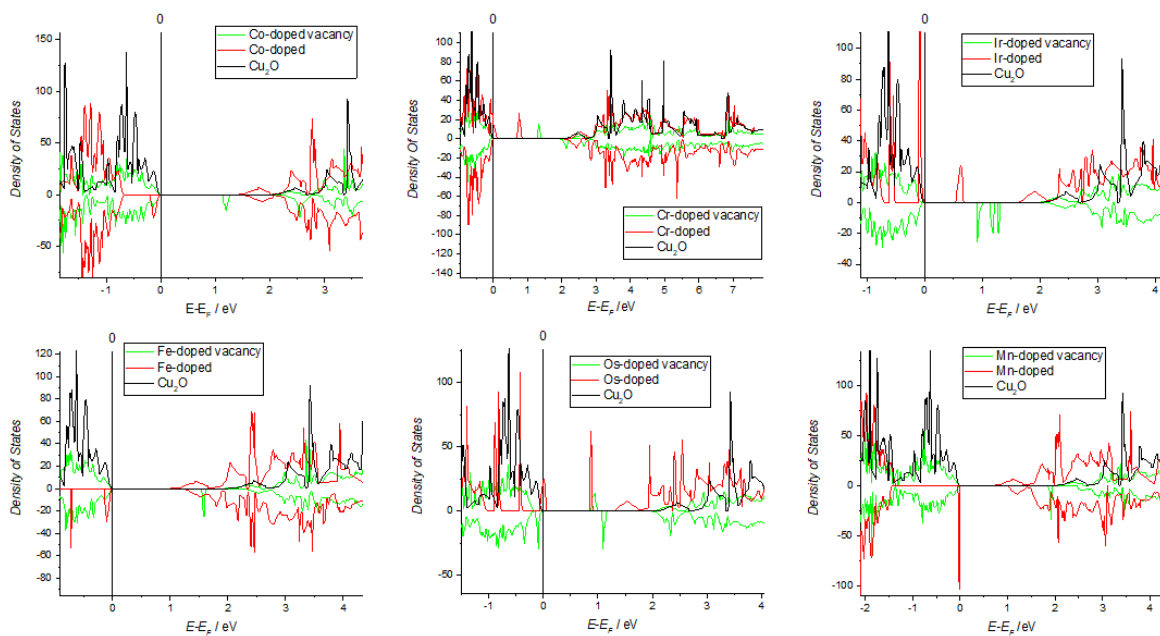 0
Co-doped vacancy
Co-doped
Cu₂O
Density of States
150
100
50
0
-50
-1 0 1 2 3
E-E_F / eV
0
Density Of States
100
80
60
40
20
0
-20
-40
-60
-80
-100
-120
-140
Cr-doped vacancy
Cr-doped
Cu₂O
0 1 2 3 4 5 6 7
E-E_F / eV
0
Ir-doped vacancy
Ir-doped
Cu₂O
Density of States
100
80
60
40
20
0
-20
-40
-1 0 1 2 3 4
E-E_F / eV
0
Fe-doped vacancy
Fe-doped
Cu₂O
Density of States
120
100
80
60
40
20
0
-20
-40
-60
-80
0 1 2 3 4
E-E_F / eV
0
Os-doped vacancy
Os-doped
Cu₂O
Density of States
100
50
0
-50
-1 0 1 2 3 4
E-E_F / eV
Mn-doped vacancy
Mn-doped
Cu₂O
Density of States
100
50
0
-50
-100
-2 -1 0 1 2 3 4
E-E_F / eV